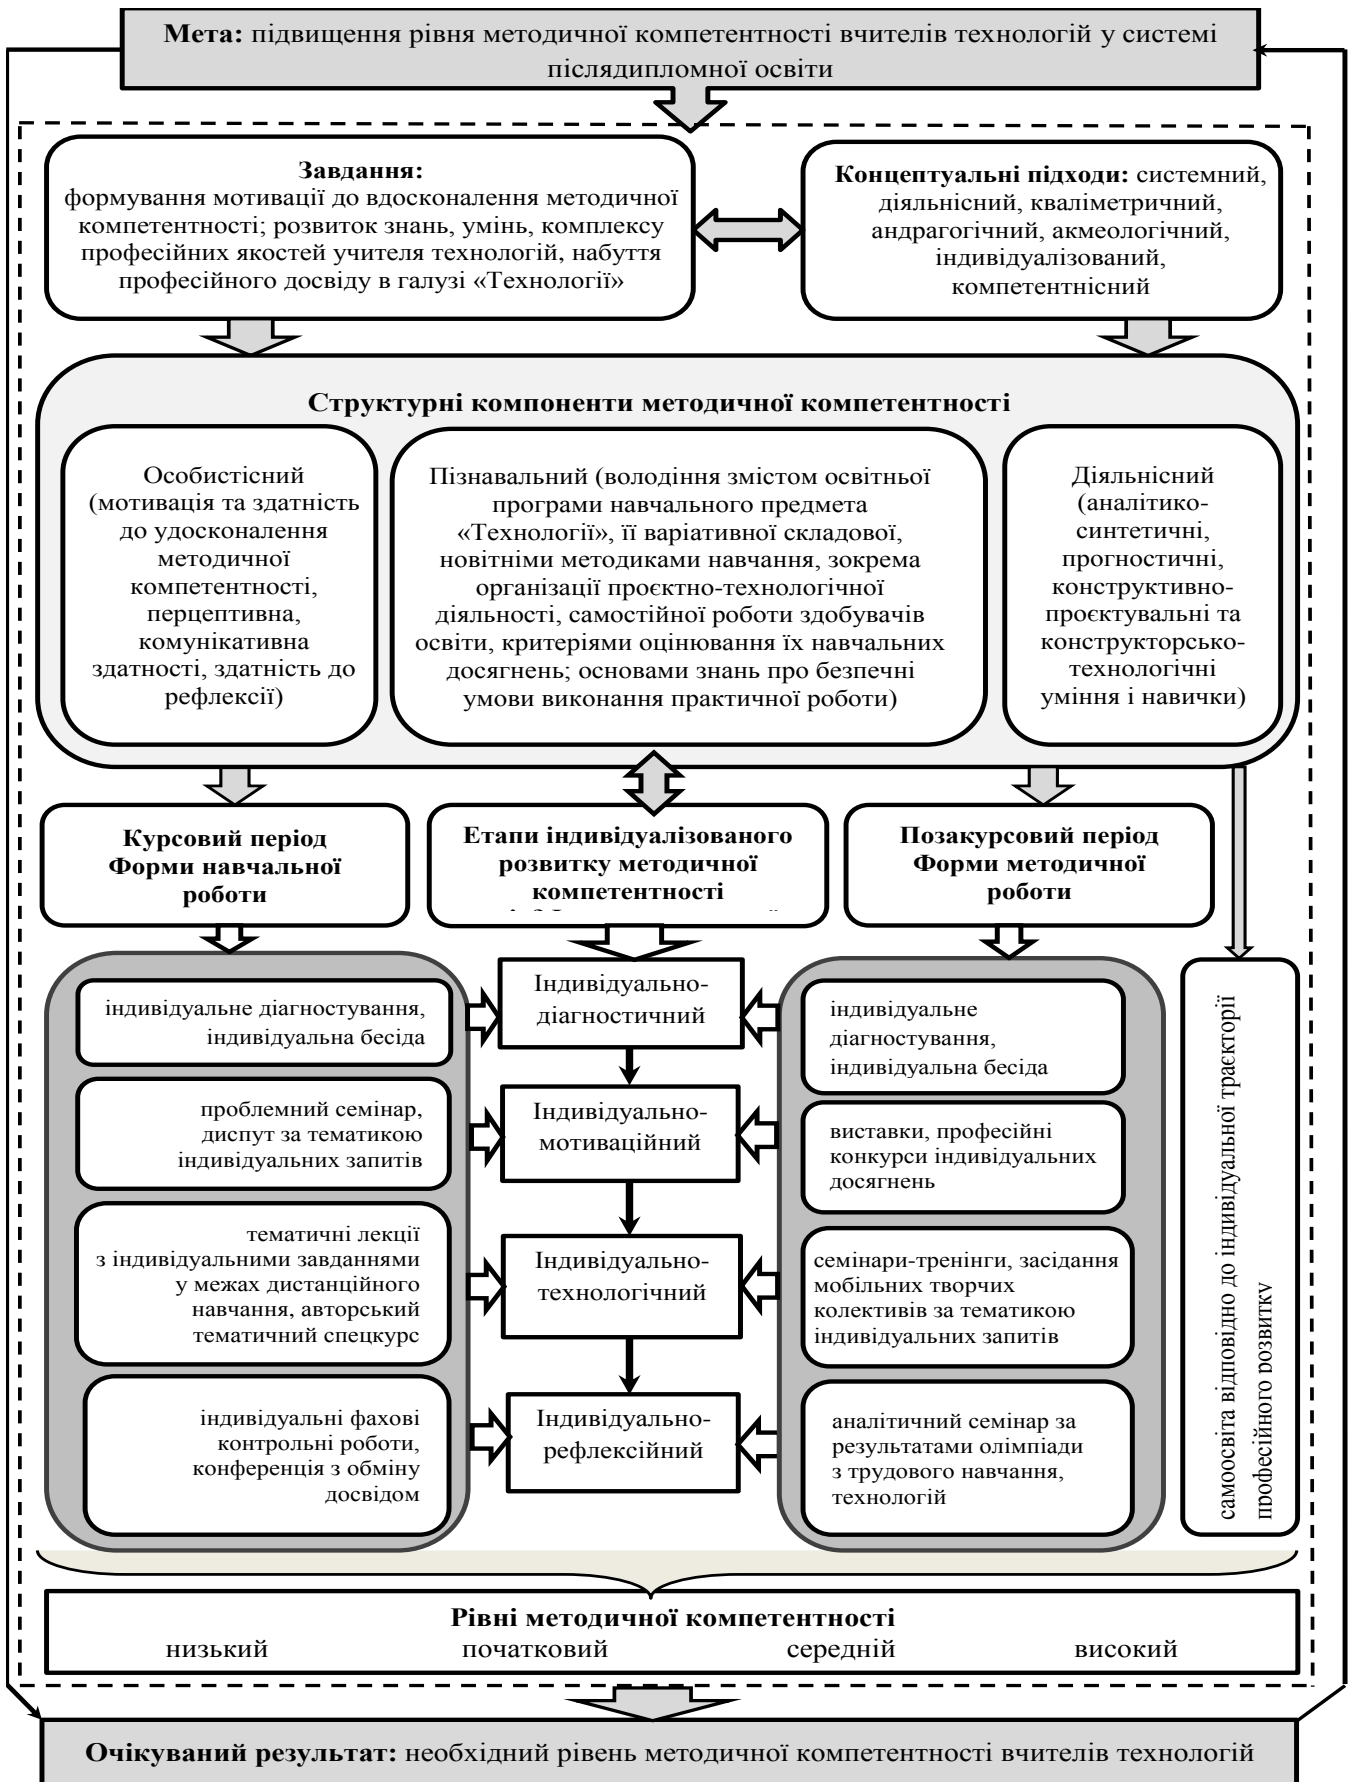 Мета: підвищення рівня методичної компетентності вчителів технологій у системі
післядипломної освіти
Завдання:
формування мотивації до вдосконалення методичної
компетентності; розвиток знань, умінь, комплексу
професійних якостей учителя технологій, набуття
професійного досвіду в галузі «Технології»
Концептуальні підходи: системний,
діяльнісний, кваліметричний,
андрагогічний, акмеологічний,
індивідуалізований,
компетентнісний
Структурні компоненти методичної компетентності
Особистісний
(мотивація та здатність
до удосконалення
методичної
компетентності,
перцептивна,
комунікативна
здатності, здатність до
рефлексії)
Пізнавальний (володіння змістом освітньої
програми навчального предмета
«Технології», її варіативної складової,
новітніми методиками навчання, зокрема
організації проєктно-технологічної
діяльності, самостійної роботи здобувачів
освіти, критеріями оцінювання їх навчальних
досягнень; основами знань про безпечні
умови виконання практичної роботи)
Діяльнісний
(аналітико-
синтетичні,
прогностичні,
конструктивно-
проєктувальні та
конструкторсько-
технологічні
уміння і навички)
Курсовий період
Форми навчальної
роботи
Етапи індивідуалізованого
розвитку методичної
компетентності
Позакурсовий період
Форми методичної
роботи
індивідуальне діагностування,
індивідуальна бесіда
проблемний семінар,
диспут за тематикою
індивідуальних запитів
тематичні лекції
з індивідуальними завданнями
у межах дистанційного
навчання, авторський
тематичний спецкурс
індивідуальні фахові
контрольні роботи,
конференція з обміну
досвідом
Індивідуально-
діагностичний
Індивідуально-
мотиваційний
Індивідуально-
технологічний
Індивідуально-
рефлексійний
індивідуальне
діагностування,
індивідуальна бесіда
виставки, професійні
конкурси індивідуальних
досягнень
семінари-тренінги, засідання
мобільних творчих
колективів за тематикою
індивідуальних запитів
аналітичний семінар за
результатами олімпіади
з трудового навчання,
технологій
самоосвіта відповідно до індивідуальної траєкторії
професійного розвитку
Рівні методичної компетентності
низький початковий середній високий
Очікуваний результат: необхідний рівень методичної компетентності вчителів технологій